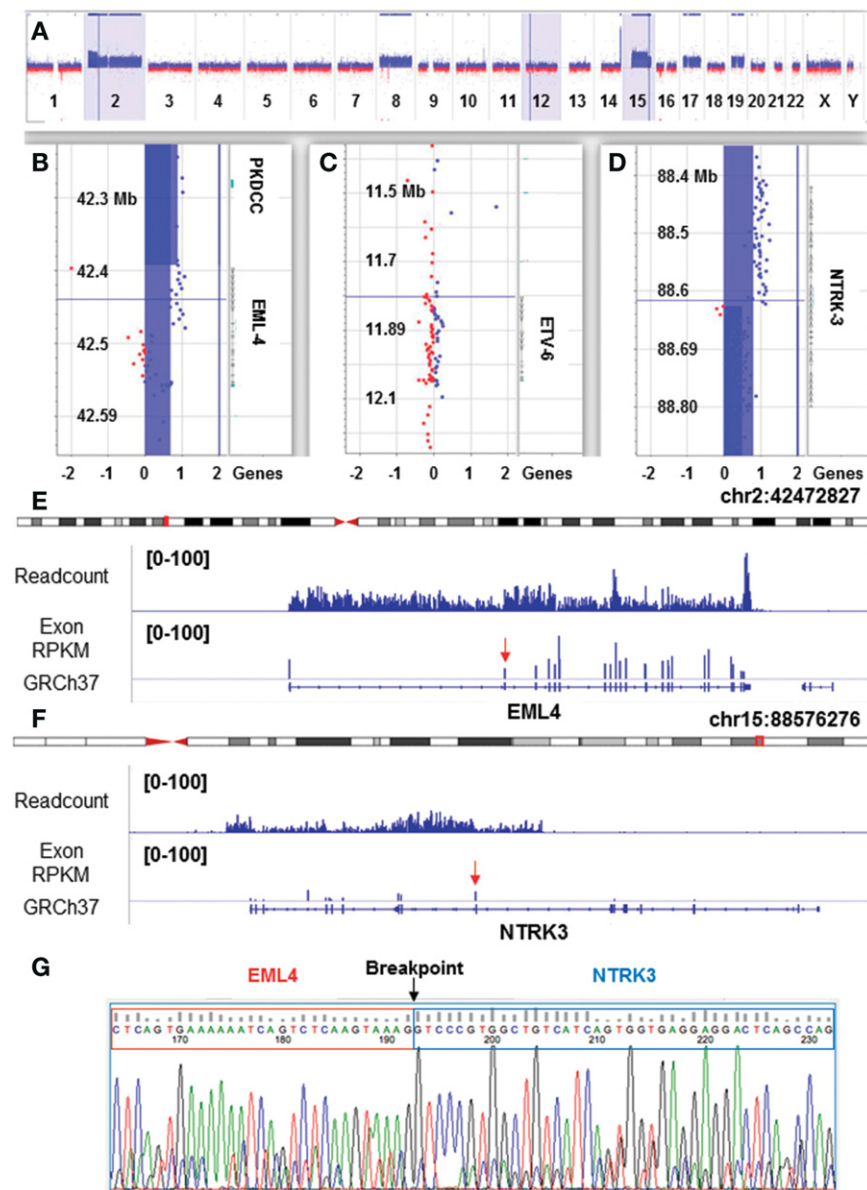 A
1 2 3 4 5 6 7 8 9 10 11 12 13 14 15 16 17 18 19 20 21 22 X Y
B
42.3 Mb
42.4
42.5
42.59
PKDCC
EML-4
-2 -1 0 1 2 Genes
C
11.5 Mb
11.7
11.89
12.1
ETV-6
-2 -1 0 1 2 Genes
D
88.4 Mb
88.5
88.6
88.69
88.80
NTRK-3
-2 -1 0 1 2 Genes
E
chr2:42472827
Readcount
[0-100]
Exon
RPKM
[0-100]
GRCh37
EML4
F
chr15:88576276
Readcount
[0-100]
Exon
RPKM
[0-100]
GRCh37
NTRK3
G
EML4 Breakpoint NTRK3
CTCAGTGAAAAAATCAGTCTCAAGTAAAGGTCCCGTGGCTGTCATCAGTGGTGAGGAGGACTCAGCCAG
170 180 190 200 210 220 230